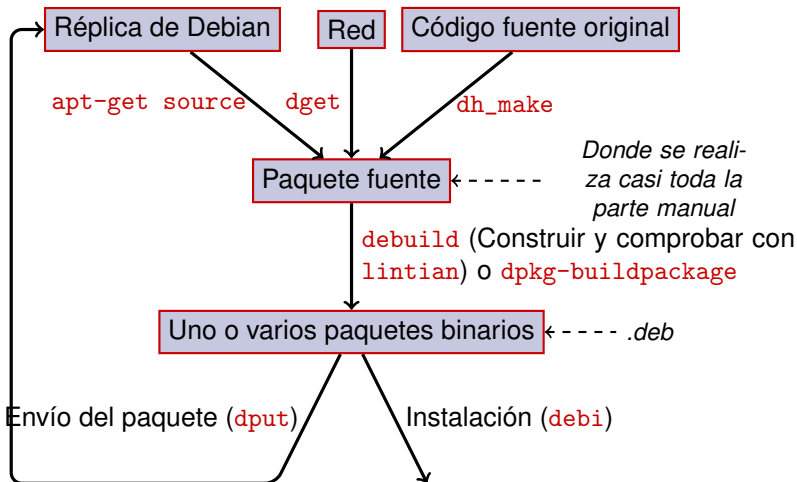 Réplica de Debian
Red
Código fuente original
apt-get source
dget
dh_make
Paquete fuente
Donde se reali-
za casi toda la
parte manual
debuild (Construir y comprobar con
lintian) o dpkg-buildpackage
Uno o varios paquetes binarios
.deb
Envío del paquete (dput)
Instalación (debi)